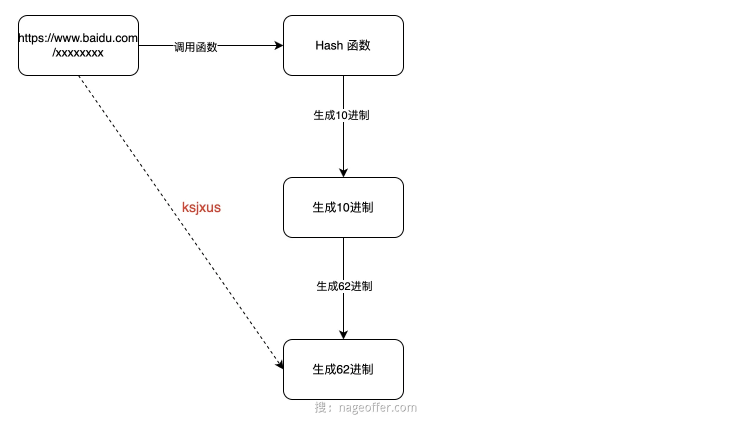 https://www.baidu.com
/xxxxxxxx
调用函数
Hash 函数
生成10进制
ksjxus
生成10进制
生成62进制
生成62进制
搜：nageoffer.com